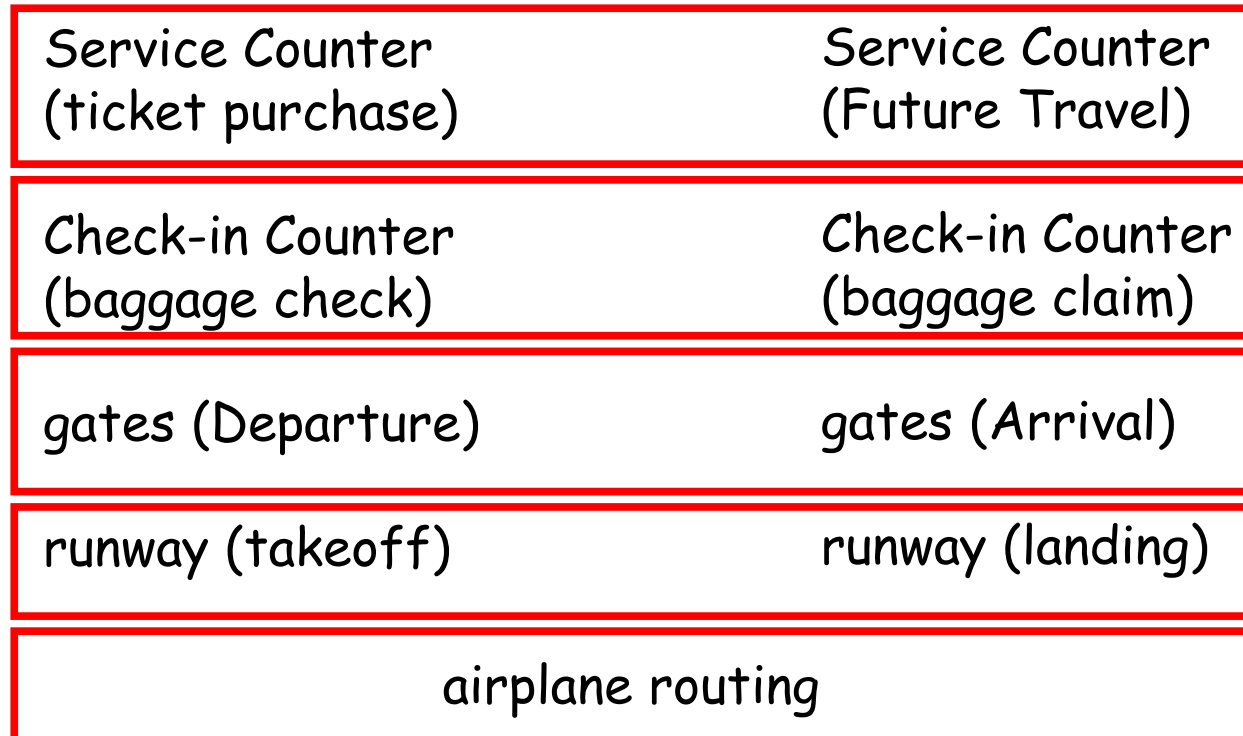 Service Counter
(ticket purchase)
Service Counter
(Future Travel)
Check-in Counter
(baggage check)
Check-in Counter
(baggage claim)
gates (Departure)
gates (Arrival)
runway (takeoff)
runway (landing)
airplane routing